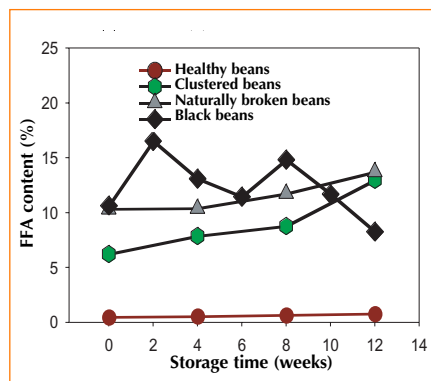 25
20
15
10
5
0
FFA content (%)
Healthy beans
Clustered beans
Naturally broken beans
Black beans
0 2 4 6 8 10 12 14
Storage time (weeks)